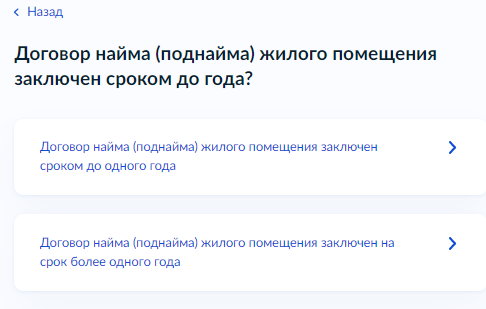 Назад
Договор найма (поднайма) жилого помещения
заключен сроком до года?
Договор найма (поднайма) жилого помещения заключен
сроком до одного года
Договор найма (поднайма) жилого помещения заключен на
срок более одного года